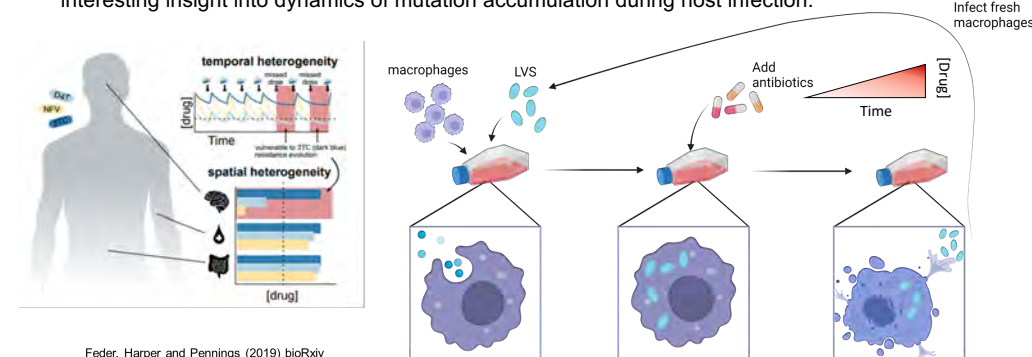 interesting insight into dynamics of mutation accumulation during host infection.
Infect fresh
macrophages
temporal heterogeneity
missed
dose
missed
dose
D4T
NFV
3TC
[drug]
Time
vulnerable to 3TC (dark blue)
resistance evolution
spatial heterogeneity
[drug]
macrophages
LVS
Add
antibiotics
[Drug]
Time
Feder, Harper and Pennings (2019) bioRxiv